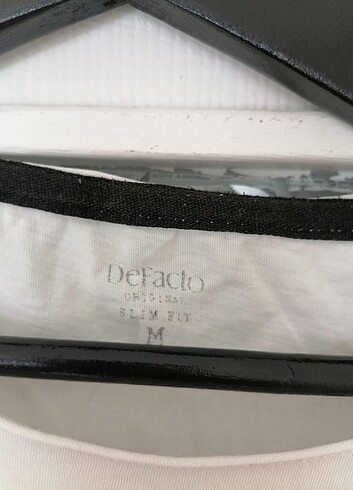 DeFacto
ORIGINAL
SLIM FIT
M